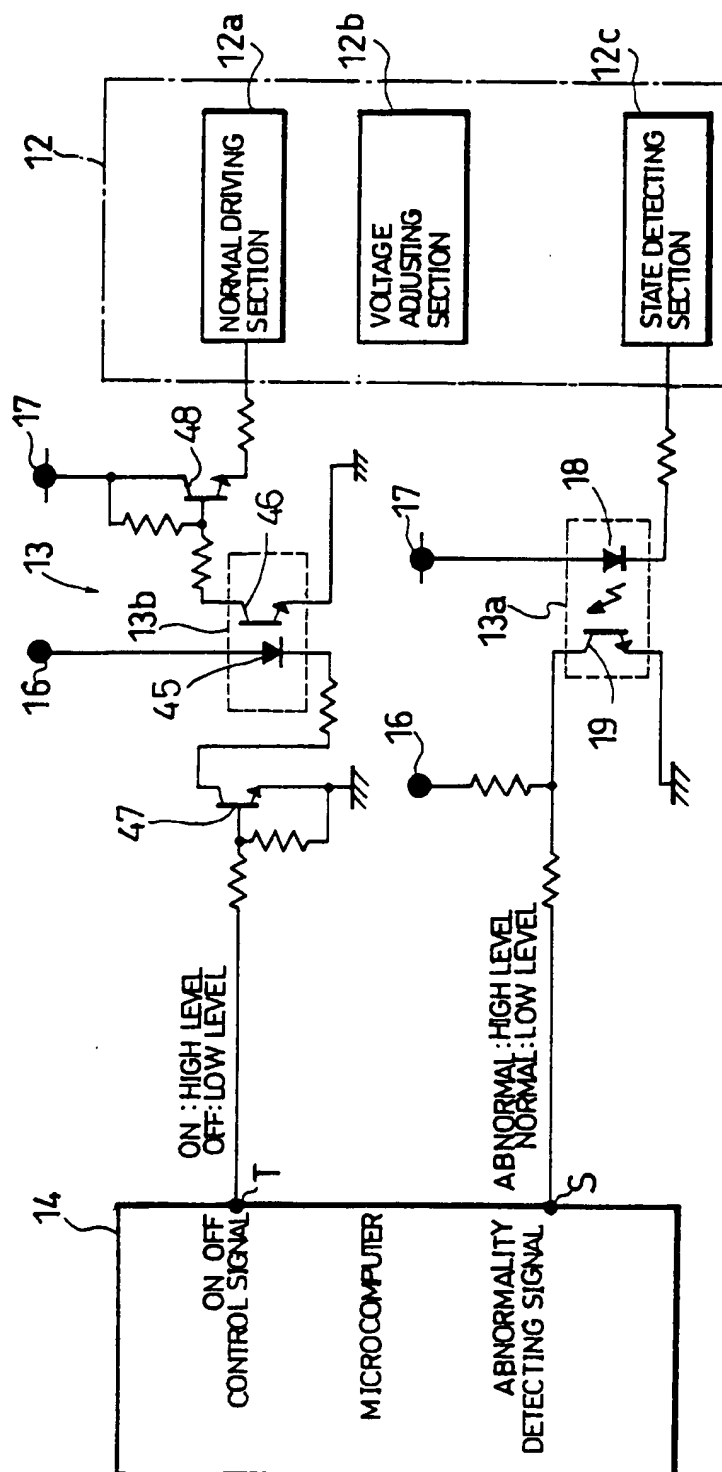 14
ON OFF
CONTROL SIGNAL
T
MICROCOMPUTER
ABNORMALITY
DETECTING SIGNAL
S
ON : HIGH LEVEL
OFF: LOW LEVEL
ABNORMAL : HIGH LEVEL
NORMAL : LOW LEVEL
47
16
45
13b
46
13
48
17
16
19
13a
18
17
12
NORMAL DRIVING
SECTION
12a
VOLTAGE
ADJUSTING
SECTION
12b
STATE DETECTING
SECTION
12c